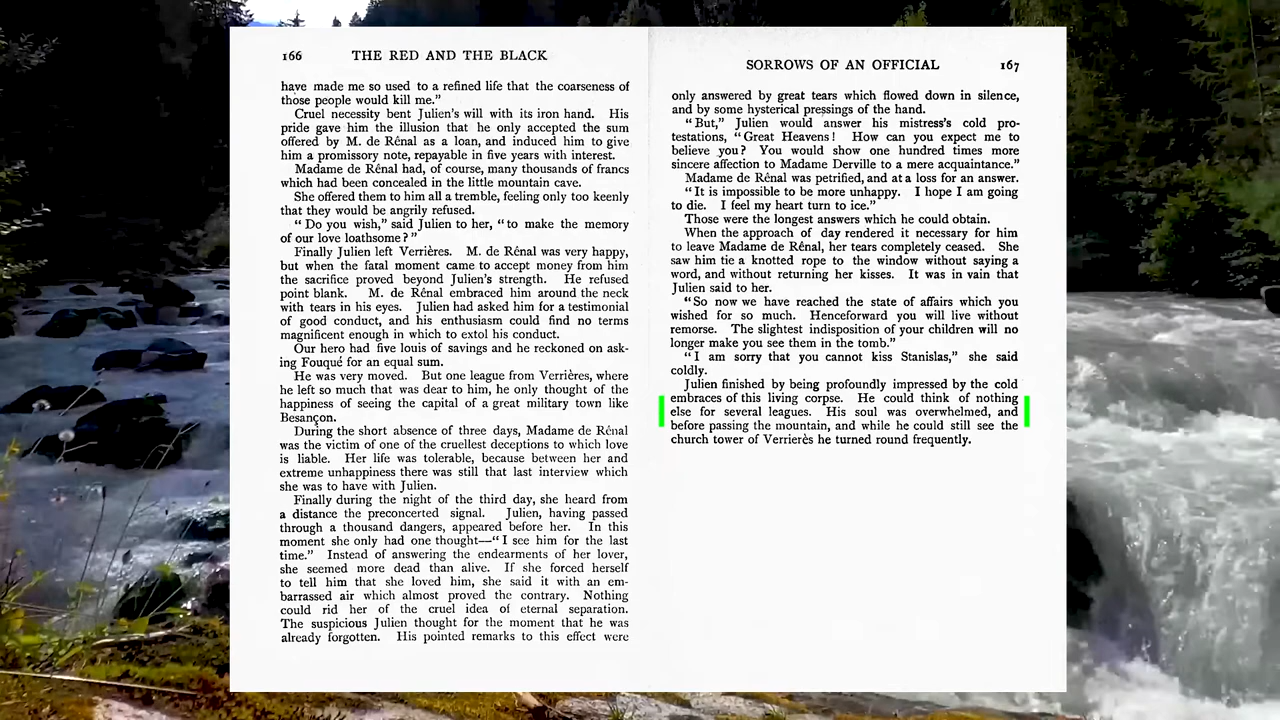 166 THE RED AND THE BLACK
have made me so used to a refined life that the coarseness of
those people would kill me."
Cruel necessity bent Julien's will with its iron hand. His
pride gave him the illusion that he only accepted the sum
offered by M. de Rênal as a loan, and induced him to give
him a promissory note, repayable in five years with interest.
Madame de Rênal had, of course, many thousands of francs
which had been concealed in the little mountain cave.
She offered them to him all a tremble, feeling only too keenly
that they would be angrily refused.
"Do you wish," said Julien to her, "to make the memory
of our love loathsome?"
Finally Julien left Verrières. M. de Rênal was very happy,
but when the fatal moment came to accept money from him
the sacrifice proved beyond Julien's strength. He refused
point blank. M. de Rênal embraced him around the neck
with tears in his eyes. Julien had asked him for a testimonial
of good conduct, and his enthusiasm could find no terms
magnificent enough in which to extol his conduct.
Our hero had five louis of savings and he reckoned on ask-
ing Fouqué for an equal sum.
He was very moved. But one league from Verrières, where
he left so much that was dear to him, he only thought of the
happiness of seeing the capital of a great military town like
Besançon.
During the short absence of three days, Madame de Rênal
was the victim of one of the cruellest deceptions to which love
is liable. Her life was tolerable, because between her and
extreme unhappiness there was still that last interview which
she was to have with Julien.
Finally during the night of the third day, she heard from
a distance the preconcerted signal. Julien, having passed
through a thousand dangers, appeared before her. In this
moment she only had one thought—"I see him for the last
time." Instead of answering the endearments of her lover,
she seemed more dead than alive. If she forced herself
to tell him that she loved him, she said it with an em-
barrassed air which almost proved the contrary. Nothing
could rid her of the cruel idea of eternal separation.
The suspicious Julien thought for the moment that he was
already forgotten. His pointed remarks to this effect were
SORROWS OF AN OFFICIAL 167
only answered by great tears which flowed down in silence,
and by some hysterical pressings of the hand.
"But," Julien would answer his mistress's cold pro-
testations, "Great Heavens! How can you expect me to
believe you? You would show one hundred times more
sincere affection to Madame Derville to a mere acquaintance."
Madame de Rênal was petrified, and at a loss for an answer.
"It is impossible to be more unhappy. I hope I am going
to die. I feel my heart turn to ice."
Those were the longest answers which he could obtain.
When the approach of day rendered it necessary for him
to leave Madame de Rênal, her tears completely ceased. She
saw him tie a knotted rope to the window without saying a
word, and without returning her kisses. It was in vain that
Julien said to her.
"So now we have reached the state of affairs which you
wished for so much. Henceforward you will live without
remorse. The slightest indisposition of your children will no
longer make you see them in the tomb."
"I am sorry that you cannot kiss Stanislas," she said
coldly.
Julien finished by being profoundly impressed by the cold
embraces of this living corpse. He could think of nothing
else for several leagues. His soul was overwhelmed, and
before passing the mountain, and while he could still see the
church tower of Verrierès he turned round frequently.